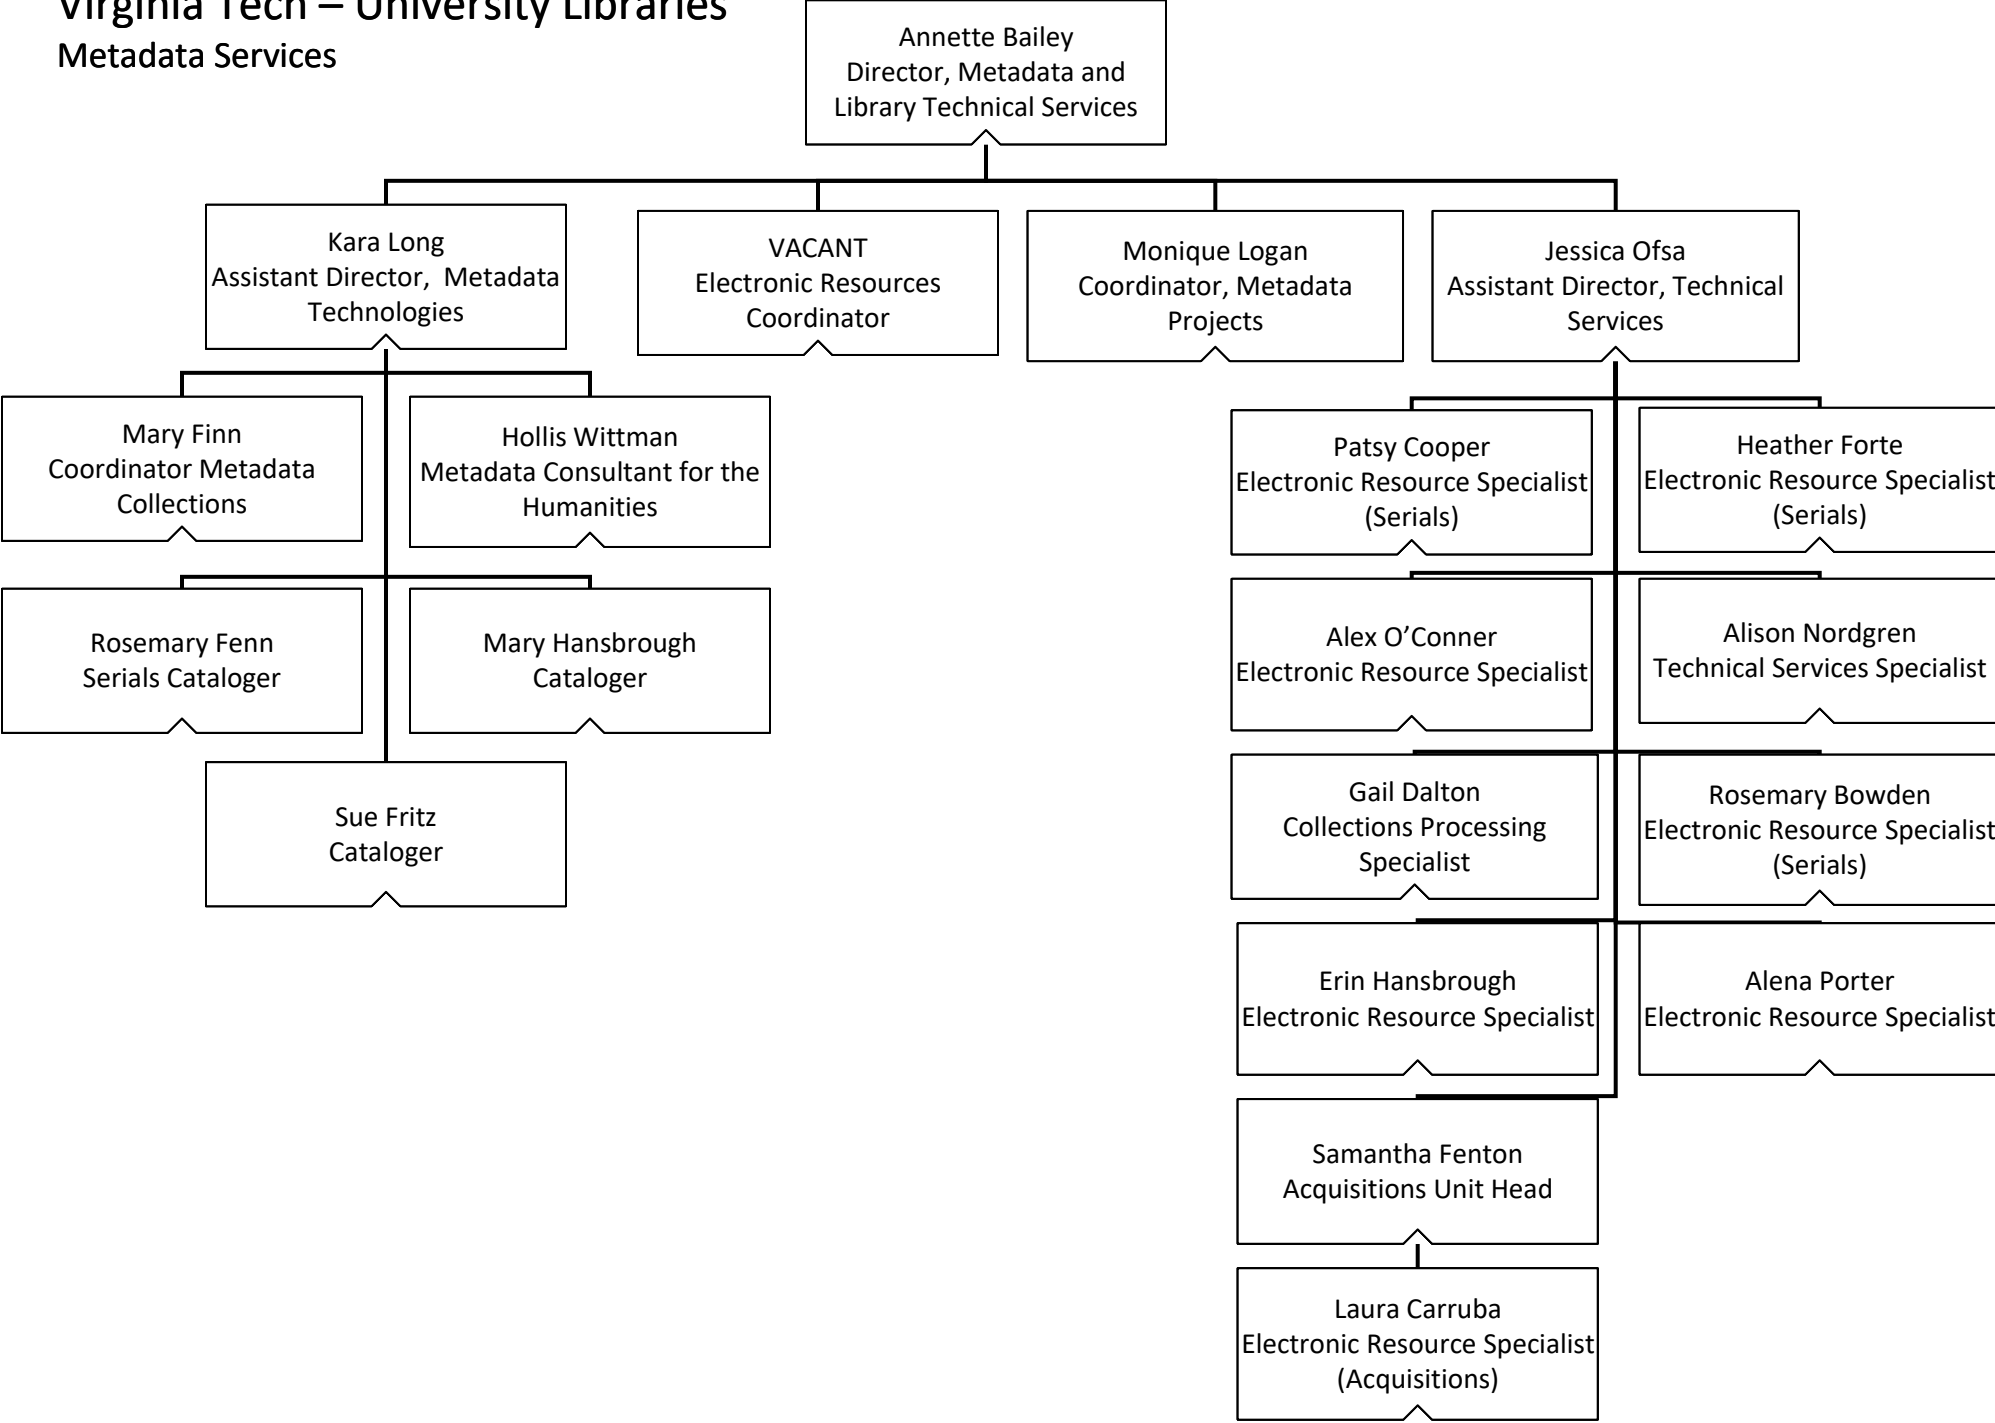 Virginia Tech – University Libraries
Metadata Services
Annette Bailey
Director, Metadata and
Library Technical Services
Kara Long
Assistant Director,  Metadata
Technologies
VACANT
Electronic Resources
Coordinator
Monique Logan
Coordinator, Metadata
Projects
Jessica Ofsa
Assistant Director, Technical
Services
Mary Finn
Coordinator Metadata
Collections
Hollis Wittman
Metadata Consultant for the
Humanities
Patsy Cooper
Electronic Resource Specialist
(Serials)
Heather Forte
Electronic Resource Specialist
(Serials)
Rosemary Fenn
Serials Cataloger
Mary Hansbrough
Cataloger
Alex O’Conner
Electronic Resource Specialist
Alison Nordgren
Technical Services Specialist
Sue Fritz
Cataloger
Gail Dalton
Collections Processing
Specialist
Rosemary Bowden
Electronic Resource Specialist
(Serials)
Erin Hansbrough
Electronic Resource Specialist
Alena Porter
Electronic Resource Specialist
Samantha Fenton
Acquisitions Unit Head
Laura Carruba
Electronic Resource Specialist
(Acquisitions)